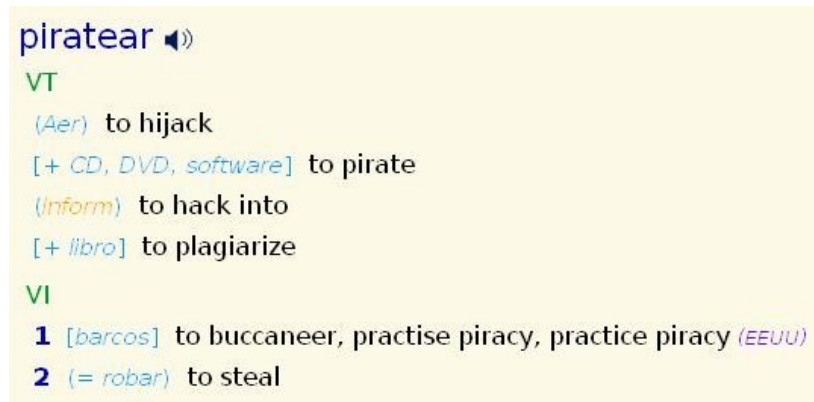 piratear
VT
(Aer) to hijack
[+ CD, DVD, software] to pirate
(Inform) to hack into
[+ libro] to plagiarize
VI
1 [barcos] to buccaneer, practise piracy, practice piracy (EEUU)
2 (= robar) to steal